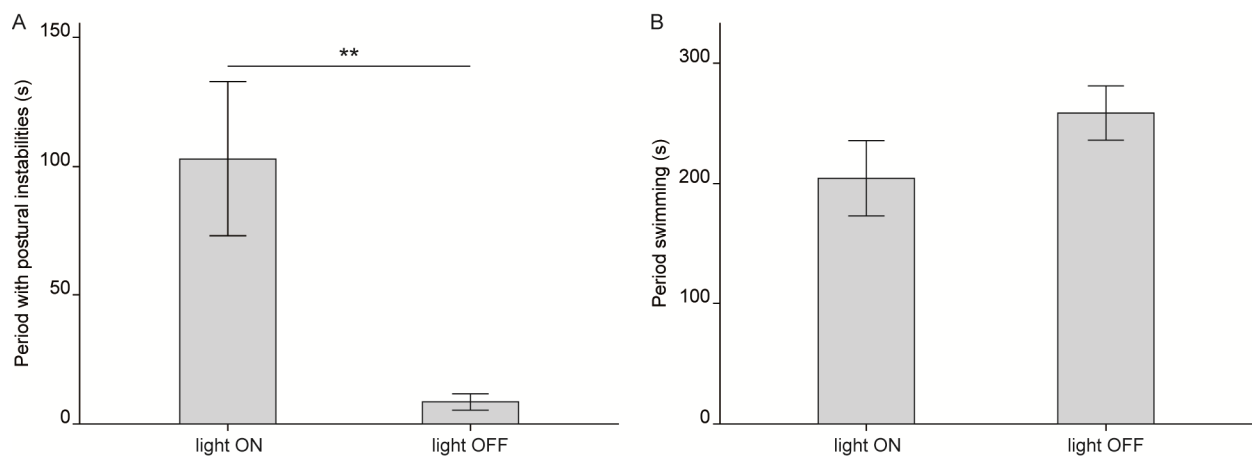 A
Period with postural instabilities (s)
150
100
50
0
**
light ON
light OFF
B
Period swimming (s)
300
200
100
0
light ON
light OFF